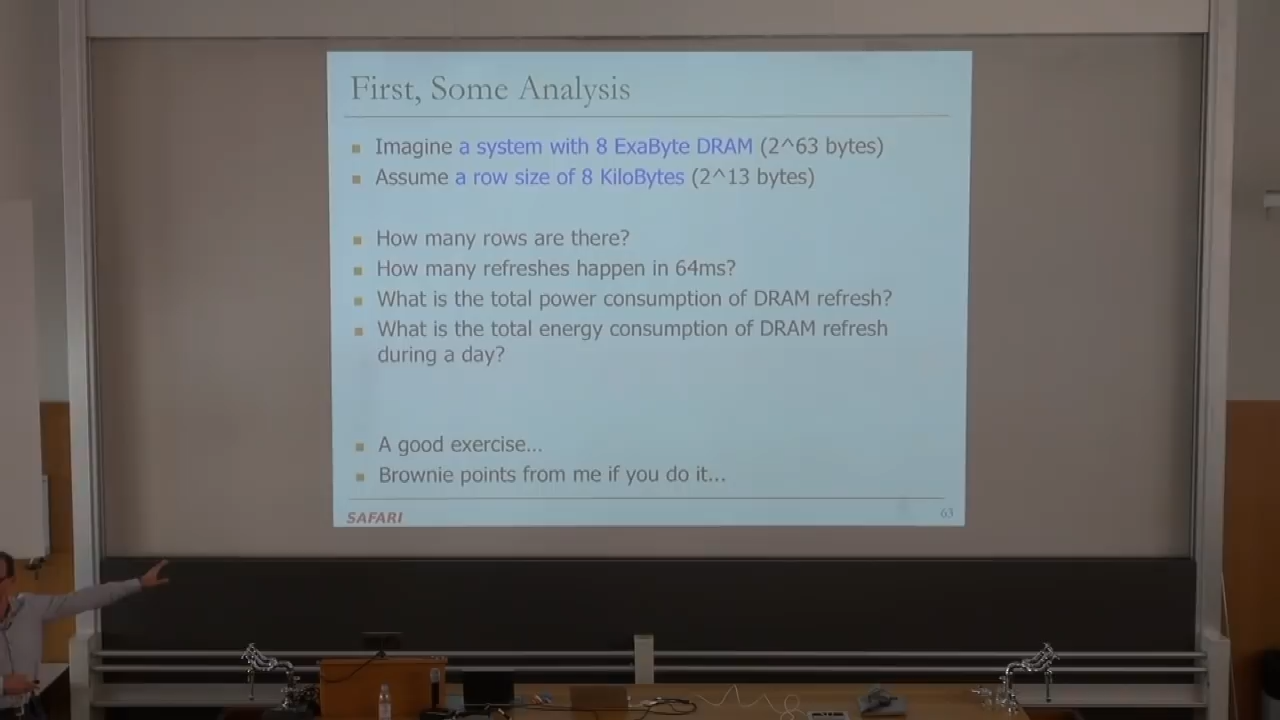 First, Some Analysis
Imagine a system with 8 ExaByte DRAM (2^63 bytes)
Assume a row size of 8 KiloBytes (2^13 bytes)
How many rows are there?
How many refreshes happen in 64ms?
What is the total power consumption of DRAM refresh?
What is the total energy consumption of DRAM refresh
during a day?
A good exercise...
Brownie points from me if you do it...
SAFARI
63